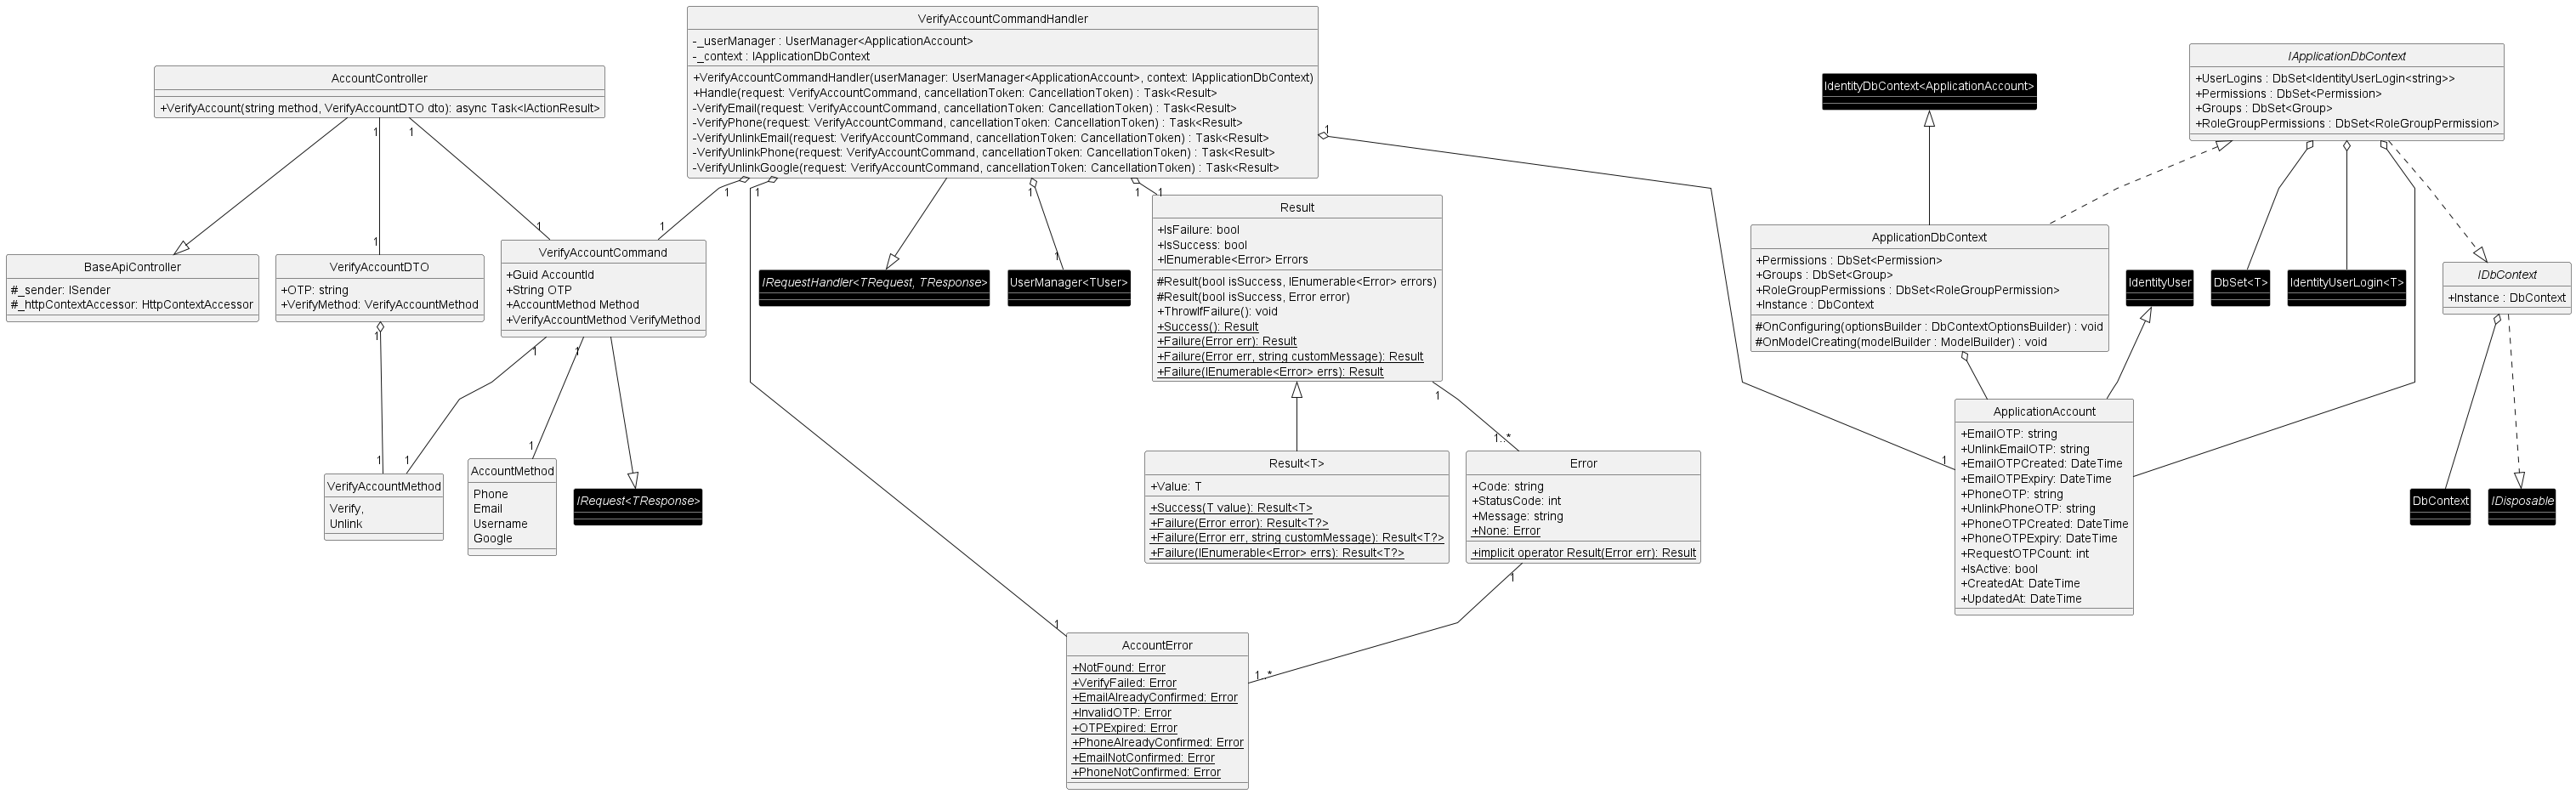 VerifyAccountCommandHandler
-_userManager : UserManager<ApplicationAccount>
-_context : IApplicationDbContext
+VerifyAccountCommandHandler(userManager: UserManager<ApplicationAccount>, context: IApplicationDbContext)
+Handle(request: VerifyAccountCommand, cancellationToken: CancellationToken) : Task<Result>
-VerifyEmail(request: VerifyAccountCommand, cancellationToken: CancellationToken) : Task<Result>
-VerifyPhone(request: VerifyAccountCommand, cancellationToken: CancellationToken) : Task<Result>
-VerifyUnlinkEmail(request: VerifyAccountCommand, cancellationToken: CancellationToken) : Task<Result>
-VerifyUnlinkPhone(request: VerifyAccountCommand, cancellationToken: CancellationToken) : Task<Result>
-VerifyUnlinkGoogle(request: VerifyAccountCommand, cancellationToken: CancellationToken) : Task<Result>
AccountController
+VerifyAccount(string method, VerifyAccountDTO dto): async Task<IActionResult>
IdentityDbContext<ApplicationAccount>
IApplicationDbContext
+UserLogins : DbSet<IdentityUserLogin<string>>
+Permissions : DbSet<Permission>
+Groups : DbSet<Group>
+RoleGroupPermissions : DbSet<RoleGroupPermission>
1
1
1
1
1
1
1
1
BaseApiController
#_sender: ISender
#_httpContextAccessor: HttpContextAccessor
1
VerifyAccountDTO
+OTP: string
+VerifyMethod: VerifyAccountMethod
1
1
VerifyAccountCommand
+Guid AccountId
+String OTP
+AccountMethod Method
+VerifyAccountMethod VerifyMethod
IRequestHandler<TRequest, TResponse>
1
UserManager<TUser>
1
Result
+IsFailure: bool
+IsSuccess: bool
+IEnumerable<Error> Errors
#Result(bool isSuccess, IEnumerable<Error> errors)
#Result(bool isSuccess, Error error)
+ThrowIfFailure(): void
+Success(): Result
+Failure(Error err): Result
+Failure(Error err, string customMessage): Result
+Failure(IEnumerable<Error> errs): Result
ApplicationDbContext
+Permissions : DbSet<Permission>
+Groups : DbSet<Group>
+RoleGroupPermissions : DbSet<RoleGroupPermission>
+Instance : DbContext
#OnConfiguring(optionsBuilder : DbContextOptionsBuilder) : void
#OnModelCreating(modelBuilder : ModelBuilder) : void
IdentityUser
DbSet<T>
IdentityUserLogin<T>
IDbContext
+Instance : DbContext
1
1
1
1
1
1
VerifyAccountMethod
Verify,
Unlink
1
AccountMethod
Phone
Email
Username
Google
IRequest<TResponse>
Result<T>
+Value: T
+Success(T value): Result<T>
+Failure(Error error): Result<T?>
+Failure(Error err, string customMessage): Result<T?>
+Failure(IEnumerable<Error> errs): Result<T?>
1..*
Error
+Code: string
+StatusCode: int
+Message: string
+None: Error
+implicit operator Result(Error err): Result
1
1
ApplicationAccount
+EmailOTP: string
+UnlinkEmailOTP: string
+EmailOTPCreated: DateTime
+EmailOTPExpiry: DateTime
+PhoneOTP: string
+UnlinkPhoneOTP: string
+PhoneOTPCreated: DateTime
+PhoneOTPExpiry: DateTime
+RequestOTPCount: int
+IsActive: bool
+CreatedAt: DateTime
+UpdatedAt: DateTime
DbContext
IDisposable
1
AccountError
+NotFound: Error
+VerifyFailed: Error
+EmailAlreadyConfirmed: Error
+InvalidOTP: Error
+OTPExpired: Error
+PhoneAlreadyConfirmed: Error
+EmailNotConfirmed: Error
+PhoneNotConfirmed: Error
1..*